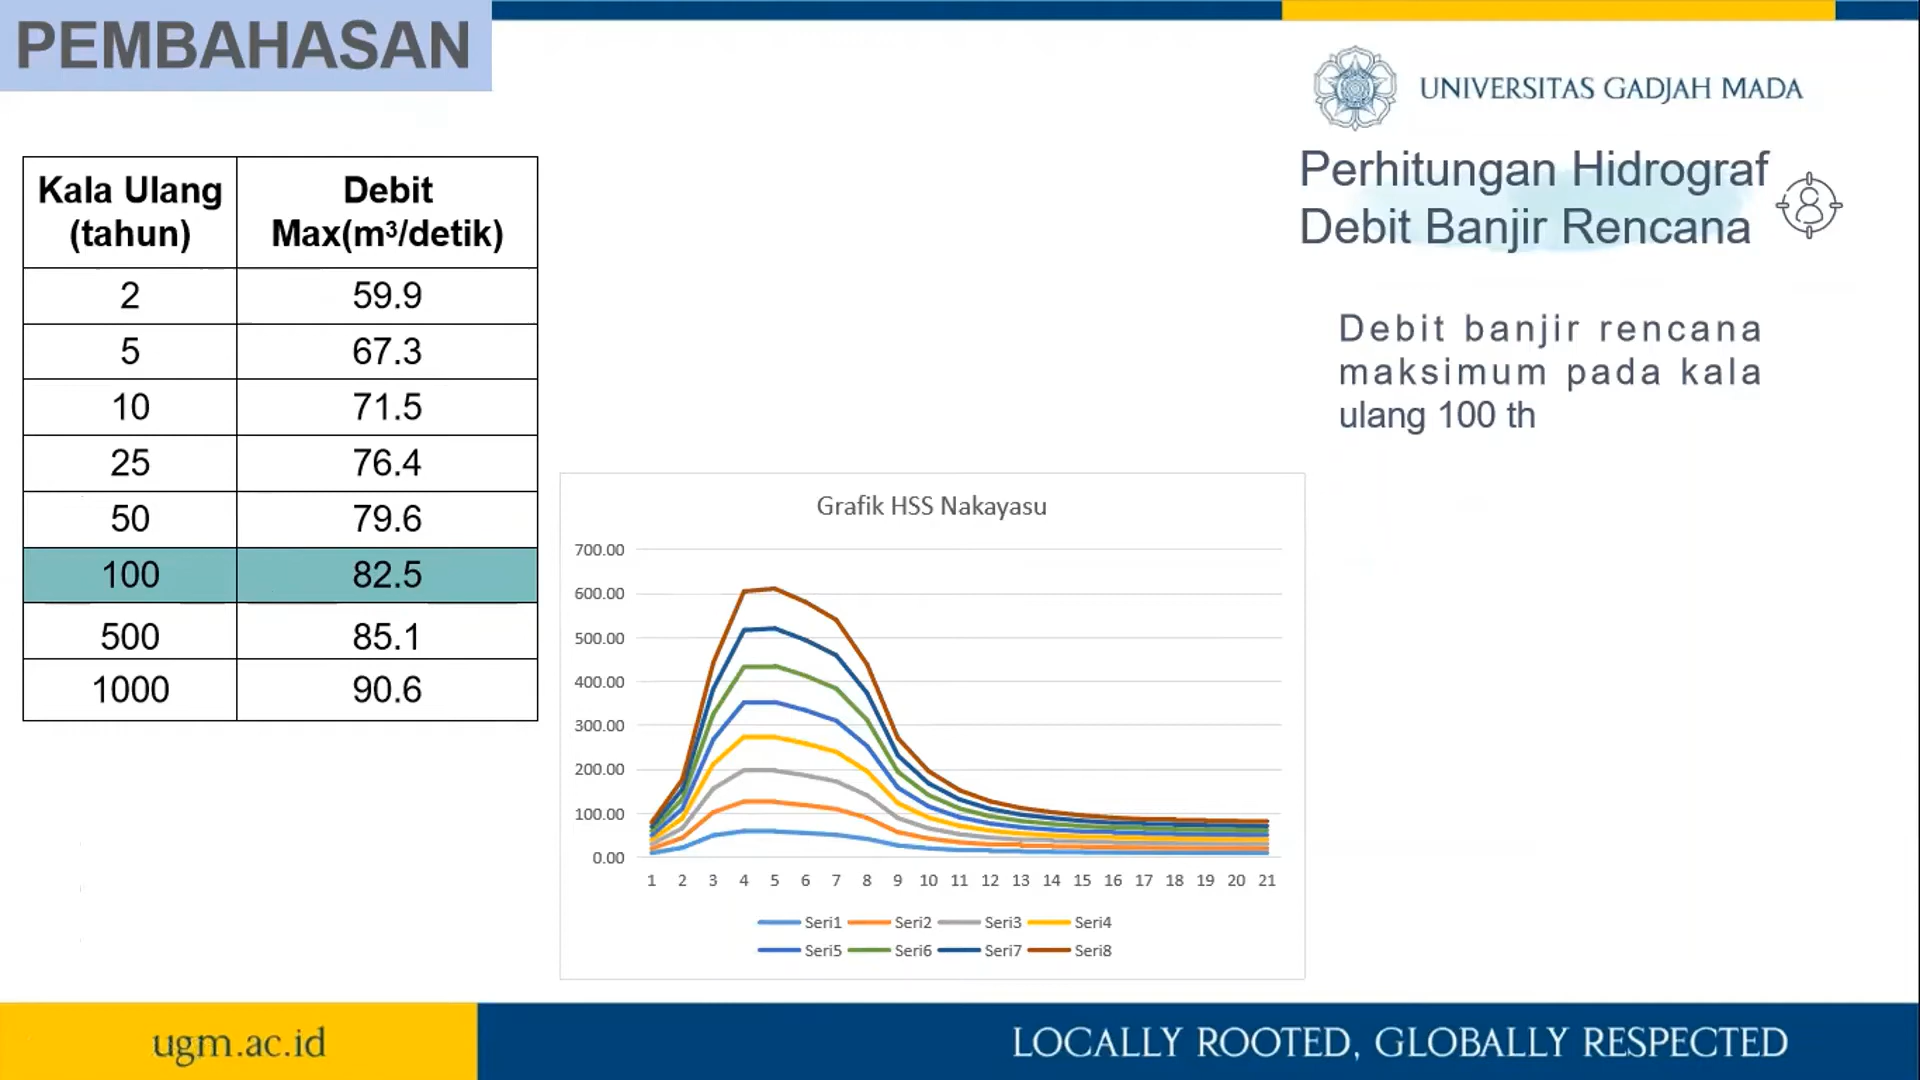 PEMBAHASAN
UNIVERSITAS GADJAH MADA
Perhitungan Hidrograf
Debit Banjir Rencana
Debit banjir rencana
maksimum pada kala
ulang 100 th
Kala Ulang (tahun) Debit Max(m³/detik)
2 59.9
5 67.3
10 71.5
25 76.4
50 79.6
100 82.5
500 85.1
1000 90.6
Grafik HSS Nakayasu
700.00
600.00
500.00
400.00
300.00
200.00
100.00
0.00
1 2 3 4 5 6 7 8 9 10 11 12 13 14 15 16 17 18 19 20 21
Seri1 Seri2 Seri3 Seri4
Seri5 Seri6 Seri7 Seri8
ugm.ac.id
LOCALLY ROOTED, GLOBALLY RESPECTED